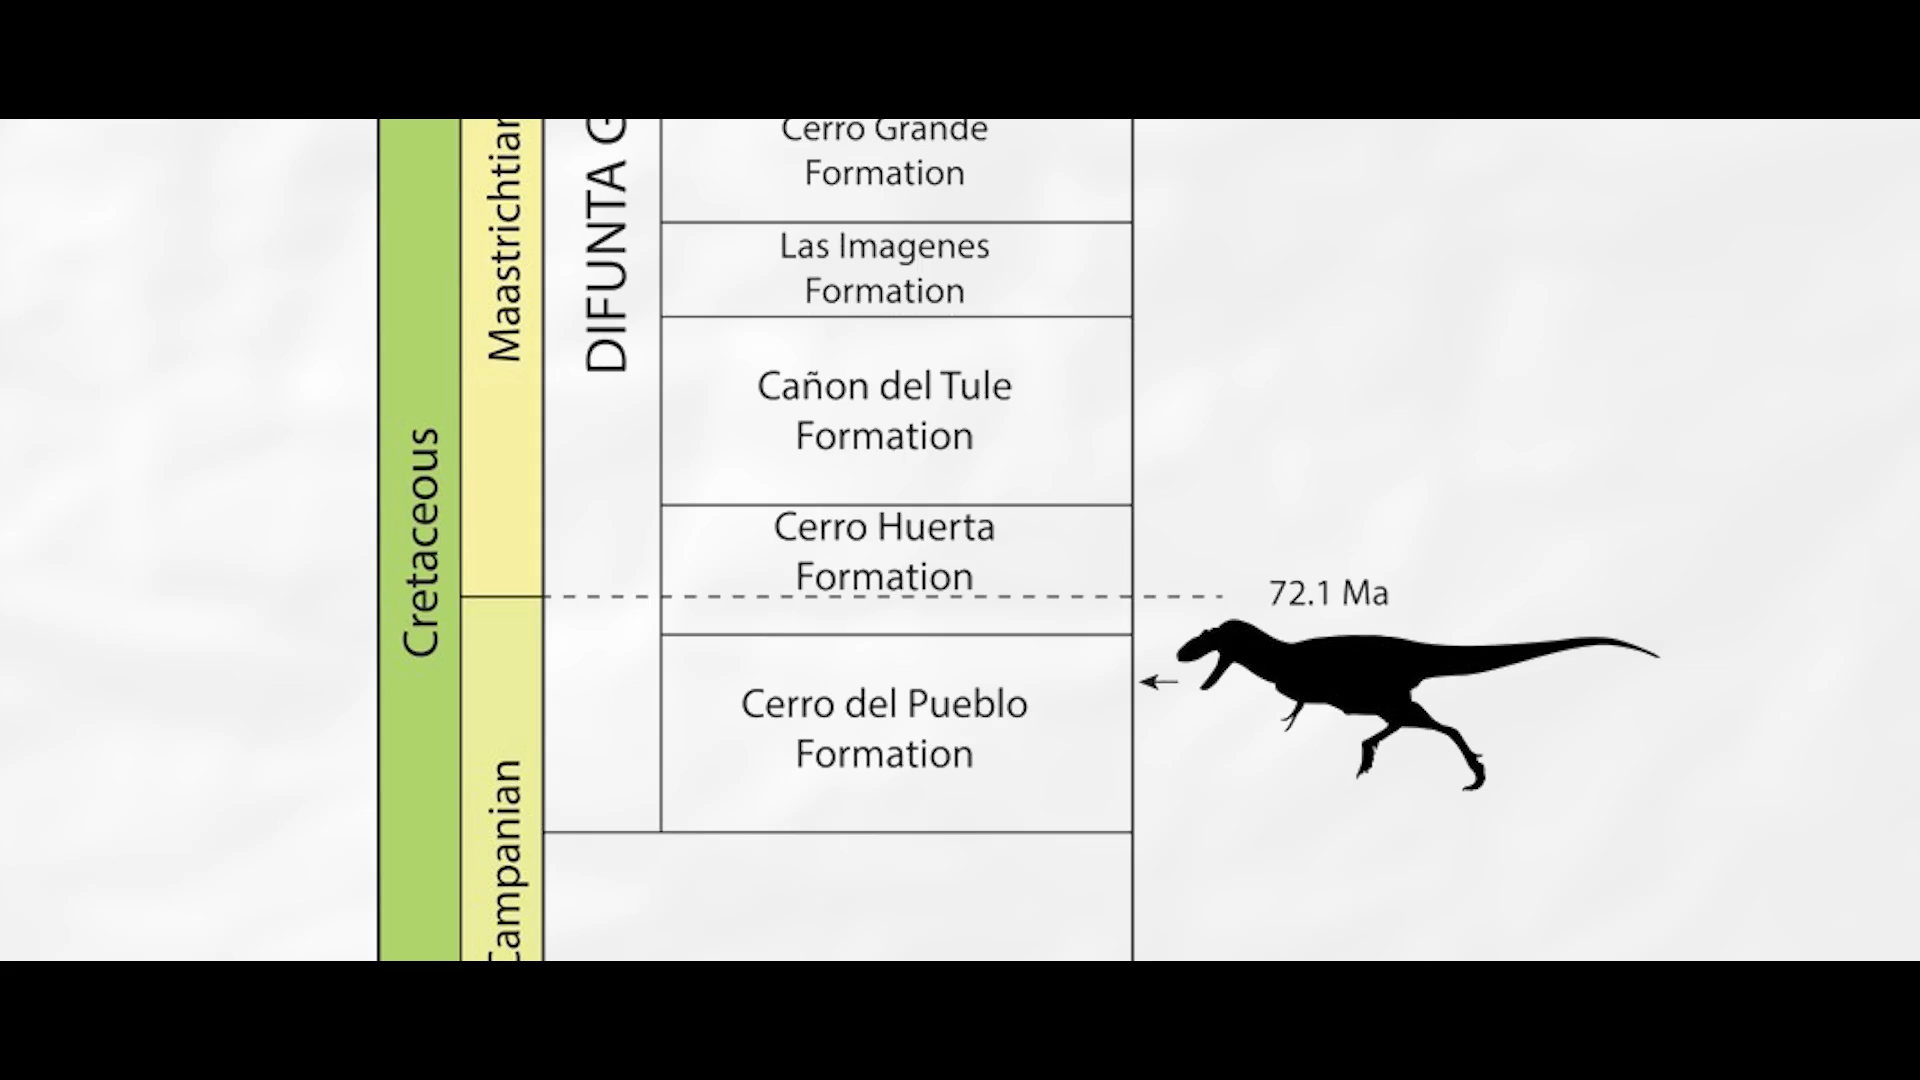 Cretaceous
Maastrichtian
Campanian
DIFUNTA G
Cerro Grande
Formation
Las Imagenes
Formation
Cañon del Tule
Formation
Cerro Huerta
Formation
72.1 Ma
Cerro del Pueblo
Formation